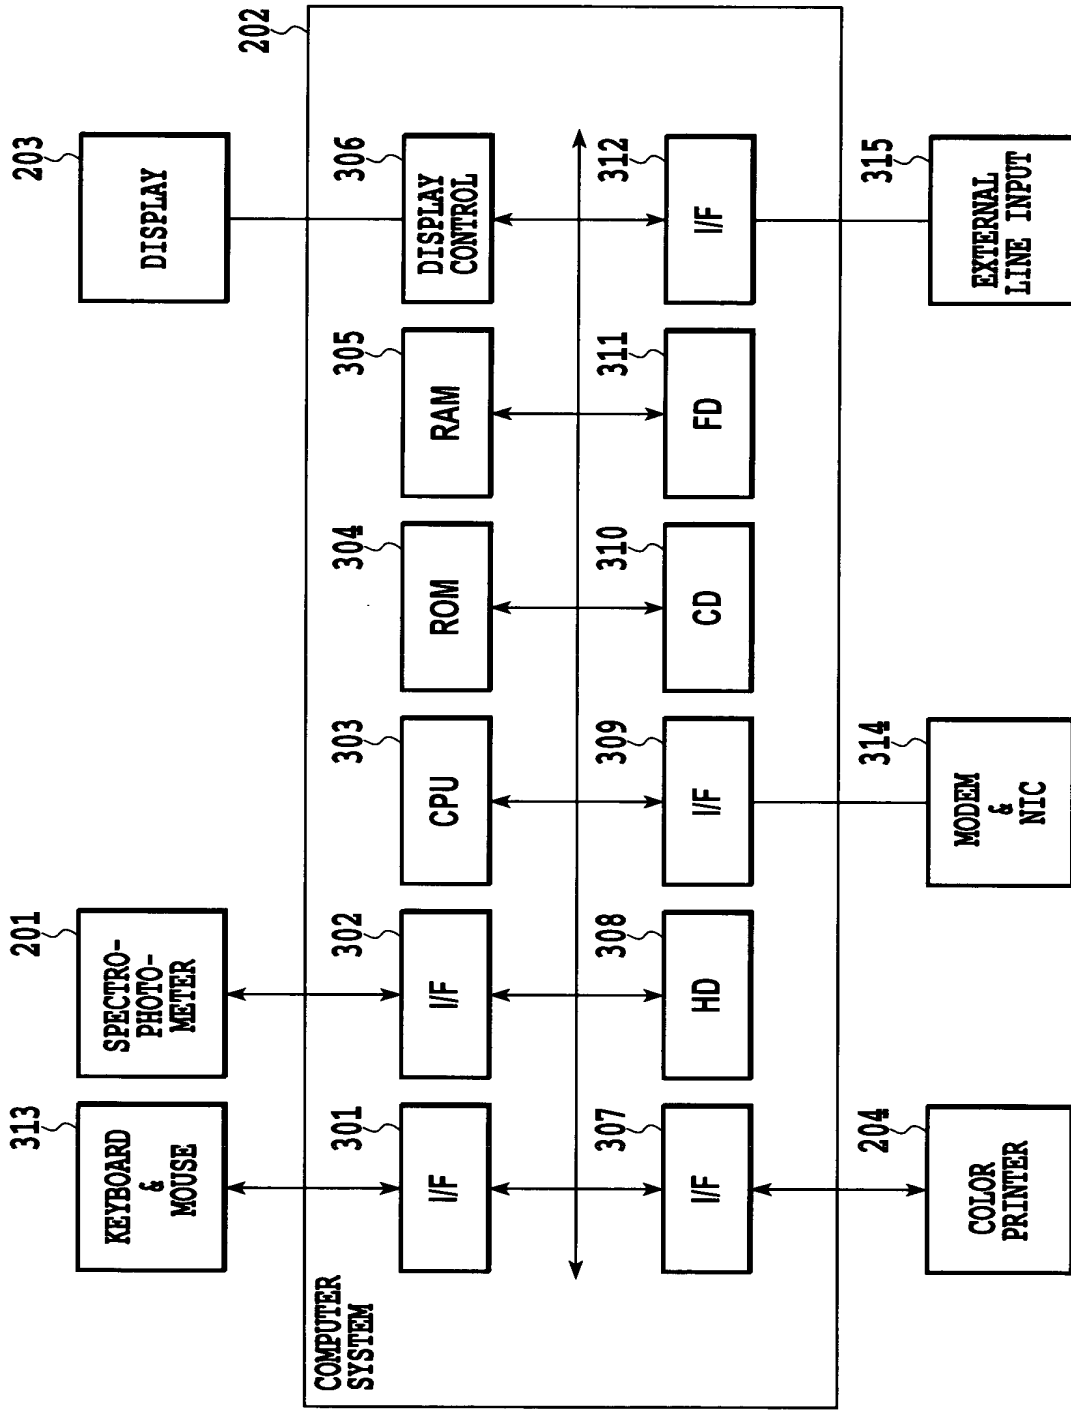 313
KEYBOARD
&
MOUSE
201
SPECTRO-
PHOTO-
METER
203
DISPLAY
202
COMPUTER
SYSTEM
301
I/F
302
I/F
303
CPU
304
ROM
305
RAM
306
DISPLAY
CONTROL
307
I/F
308
HD
309
I/F
310
CD
311
FD
312
I/F
204
COLOR
PRINTER
314
MODEM
&
NIC
315
EXTERNAL
LINE INPUT